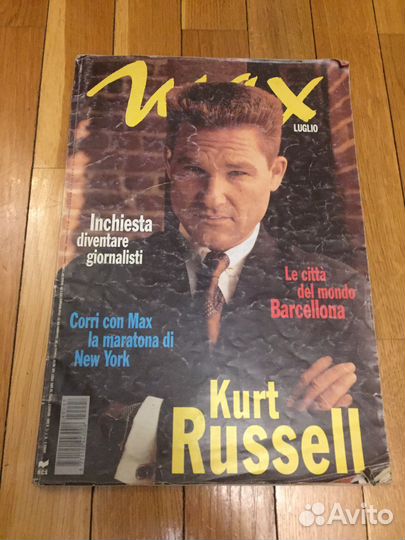 max
LUGLIO
Inchiesta
diventare
giornalisti
Le città
del mondo
Barcellona
Corri con Max
la maratona di
New York
Kurt
Russell
RCS
Avito